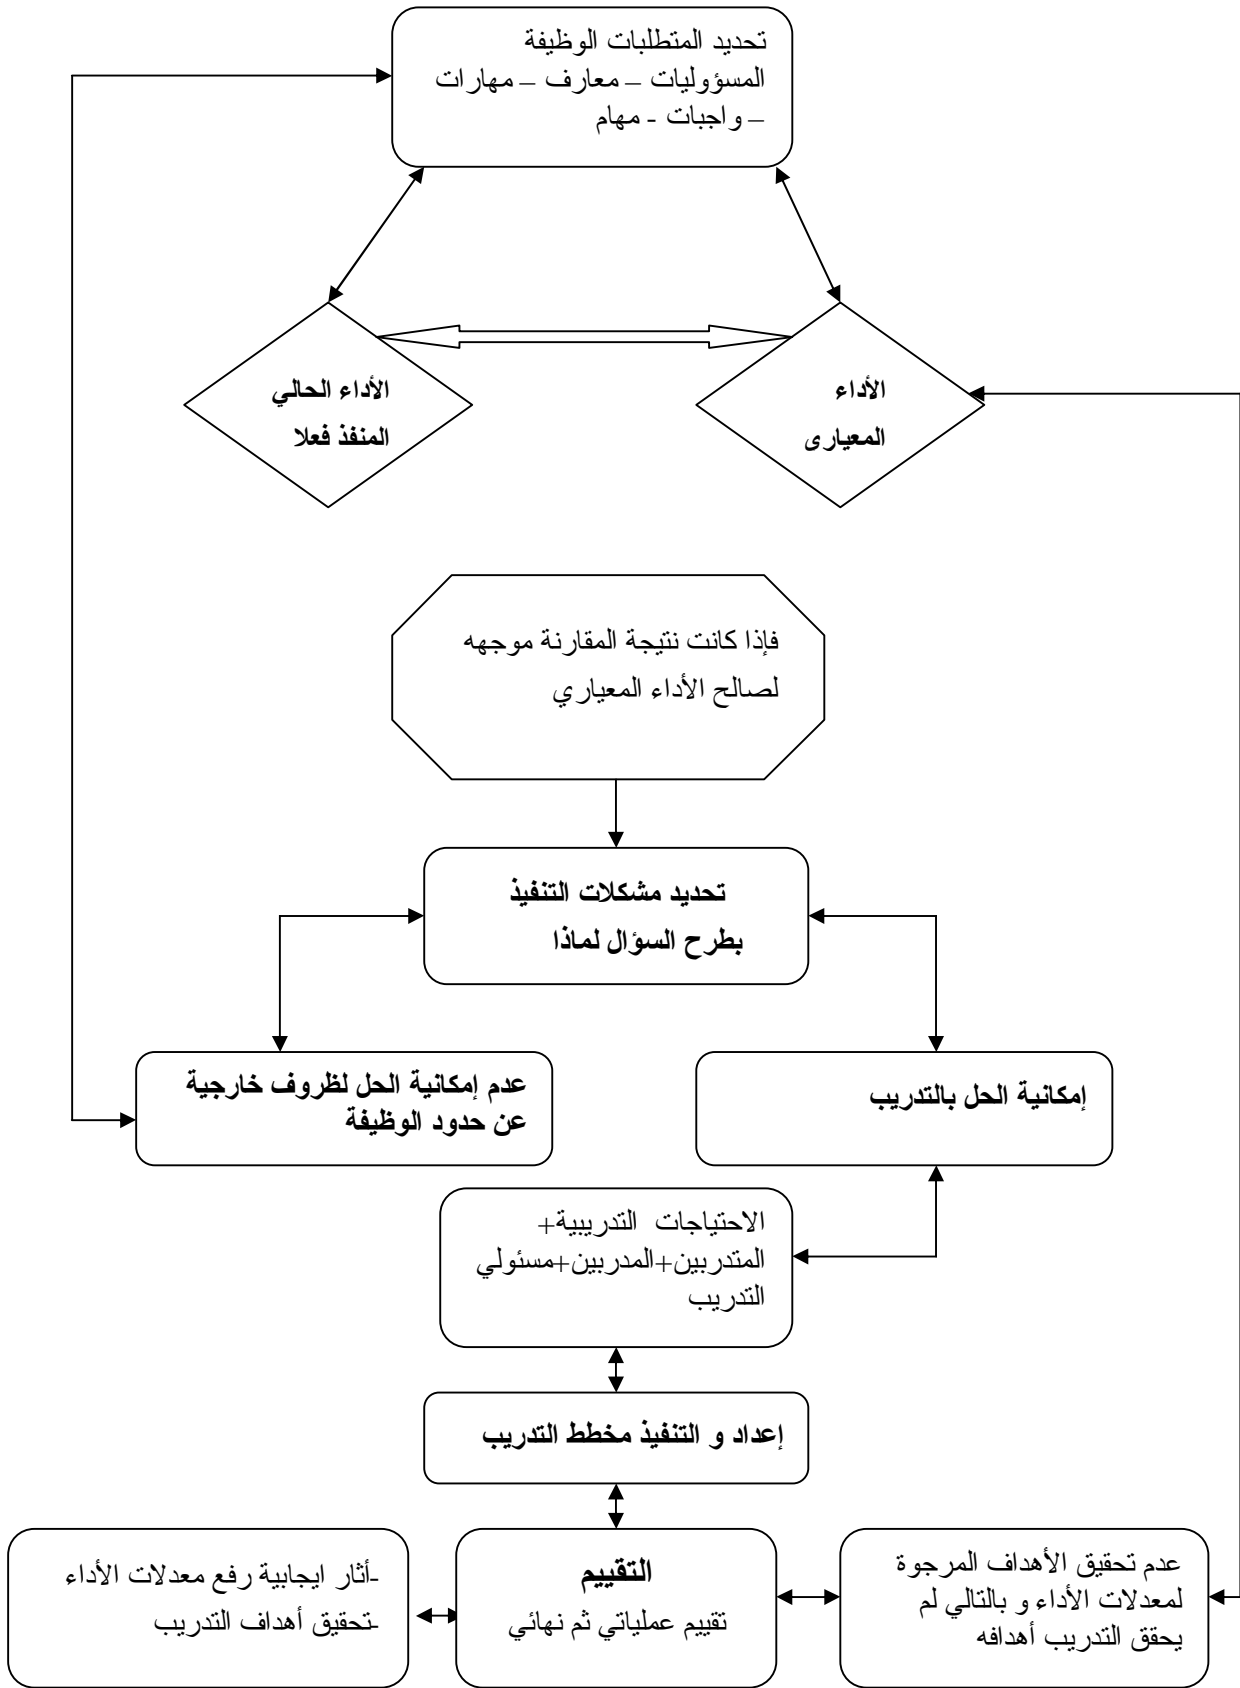 تحديد المتطلبات الوظيفة
المسؤوليات – معارف – مهارات
– واجبات - مهام
الأداء
المعيارى
الأداء الحالي
المنفذ فعلا
فإذا كانت نتيجة المقارنة موجهه
لصالح الأداء المعياري
تحديد مشكلات التنفيذ
بطرح السؤال لماذا
إمكانية الحل بالتدريب
عدم إمكانية الحل لظروف خارجية
عن حدود الوظيفة
الاحتياجات التدريبية+
المتدربين+المدربين+مسئولي
التدريب
إعداد و التنفيذ مخطط التدريب
عدم تحقيق الأهداف المرجوة
لمعدلات الأداء و بالتالي لم
يحقق التدريب أهدافه
التقييم
تقييم عملياتي ثم نهائي
-أثار ايجابية رفع معدلات الأداء
-تحقيق أهداف التدريب